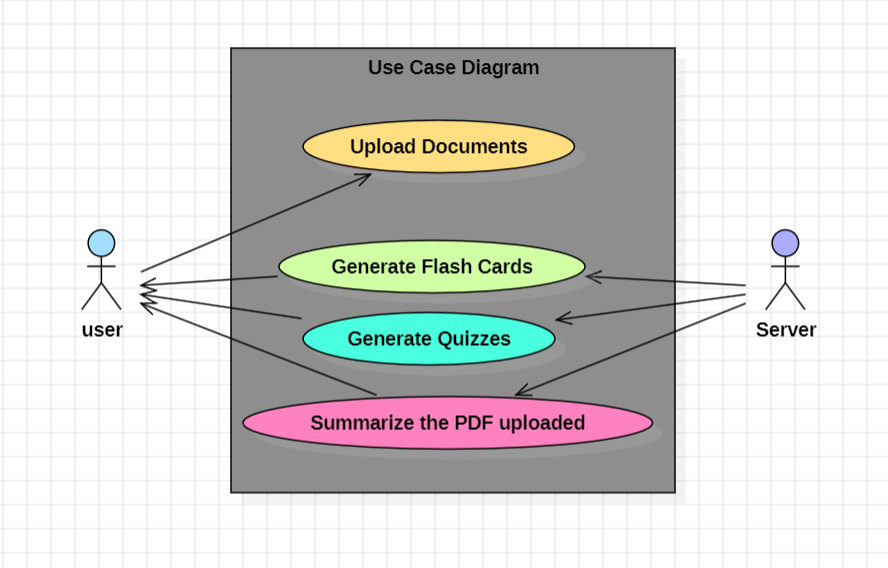 Use Case Diagram
Upload Documents
Generate Flash Cards
user
Server
Generate Quizzes
Summarize the PDF uploaded